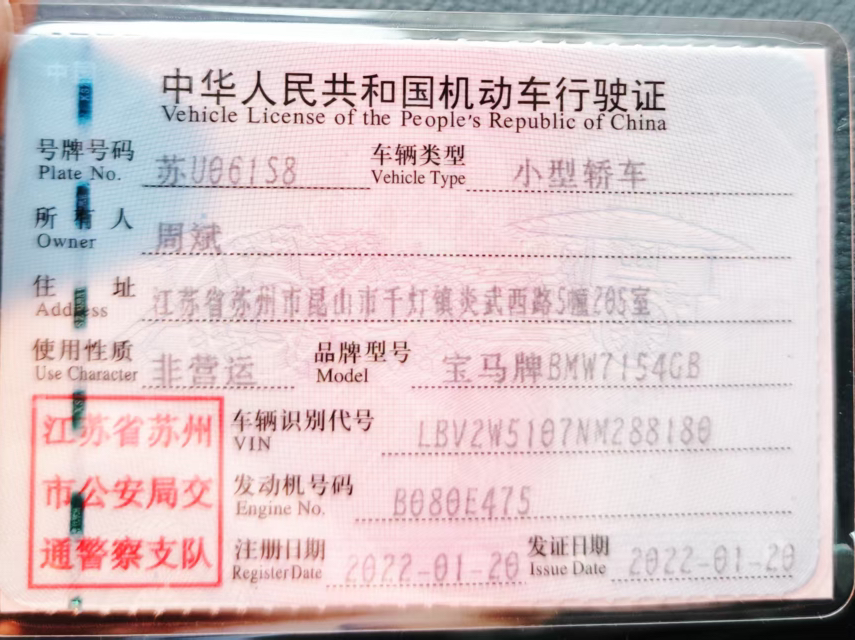 中华人民共和国机动车行驶证
Vehicle License of the People's Republic of China
号牌号码 苏U061S8 车辆类型 小型轿车
Plate No. Vehicle Type
所有人 周斌
Owner
住址 江苏省苏州市昆山市千灯镇炎武西路5幢205室
Address
使用性质 非营运 品牌型号 宝马牌BMW7154GB
Use Character Model
江苏省苏州
市公安局交
通警察支队
车辆识别代号 LBV2W5107NM288180
VIN
发动机号码 B080E475
Engine No.
注册日期 2022-01-20 发证日期 2022-01-20
Register Date Issue Date